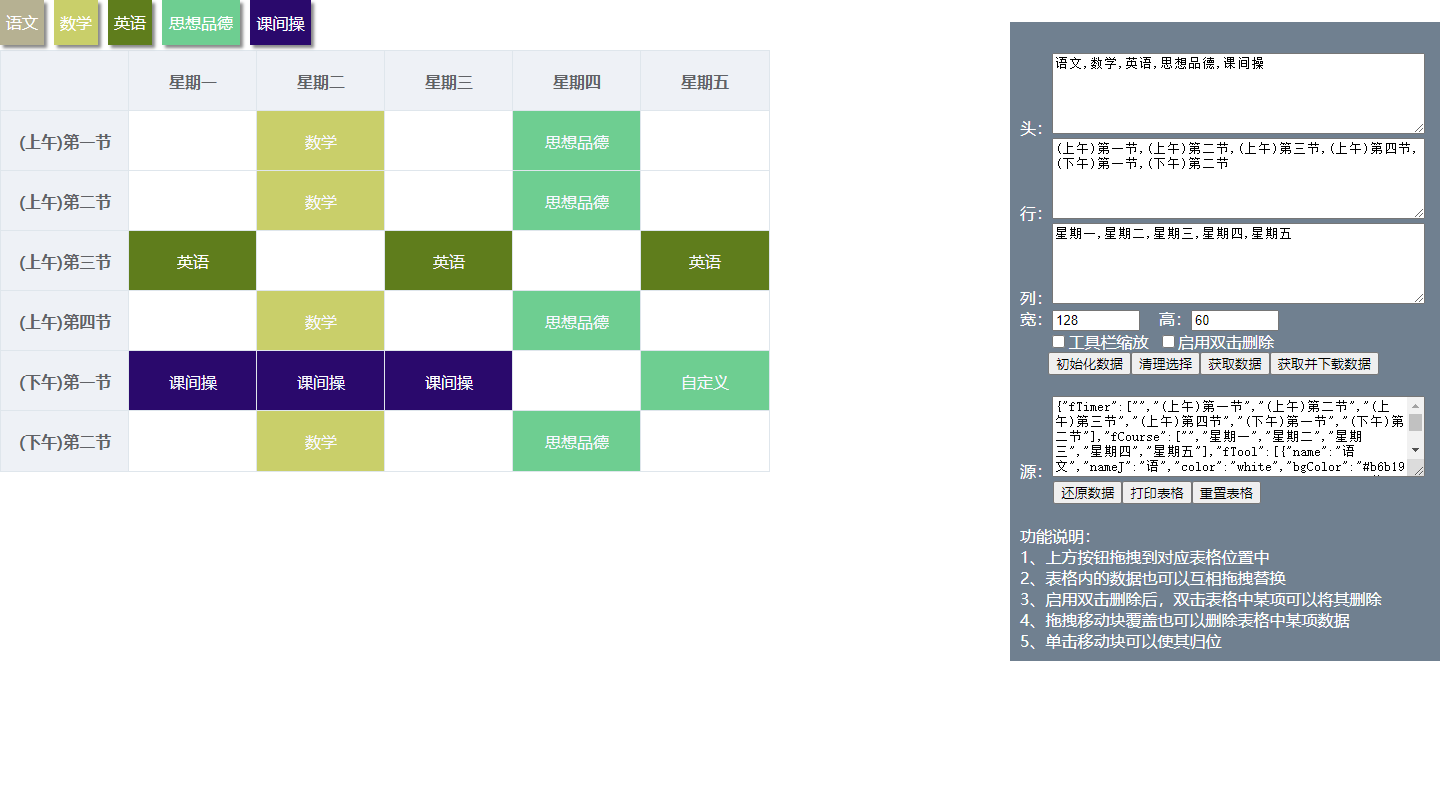 语文 数学 英语 思想品德 课间操
星期一 星期二 星期三 星期四 星期五
(上午)第一节 数学 思想品德
(上午)第二节 数学 思想品德
(上午)第三节 英语 英语 英语
(上午)第四节 数学 思想品德
(下午)第一节 课间操 课间操 课间操 自定义
(下午)第二节 数学 思想品德
语文,数学,英语,思想品德,课间操
头：
(上午)第一节,(上午)第二节,(上午)第三节,(上午)第四节,
(下午)第一节,(下午)第二节
行：
星期一,星期二,星期三,星期四,星期五
列：
宽： 128 高： 60
工具栏缩放 启用双击删除
初始化数据 清理选择 获取数据 获取并下载数据
{"fTimer":["","(上午)第一节","(上午)第二节","(上
午)第三节","(上午)第四节","(下午)第一节","(下午)第
二节"],"fCourse":["","星期一","星期二","星期
三","星期四","星期五"],"fTool":[{"name":"语
文","nameJ":"语","color":"white","bgColor":"#b6b19
源：
还原数据 打印表格 重置表格
功能说明：
1、上方按钮拖拽到对应表格位置中
2、表格内的数据也可以互相拖拽替换
3、启用双击删除后，双击表格中某项可以将其删除
4、拖拽移动块覆盖也可以删除表格中某项数据
5、单击移动块可以使其归位